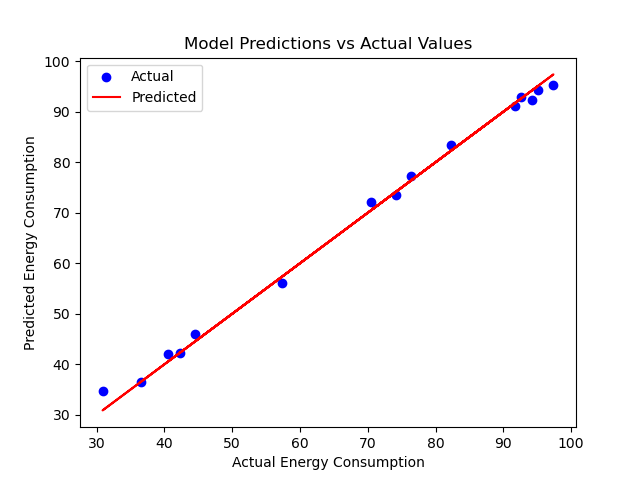 Model Predictions vs Actual Values
Actual
Predicted
Predicted Energy Consumption
100
90
80
70
60
50
40
30
30 40 50 60 70 80 90 100
Actual Energy Consumption